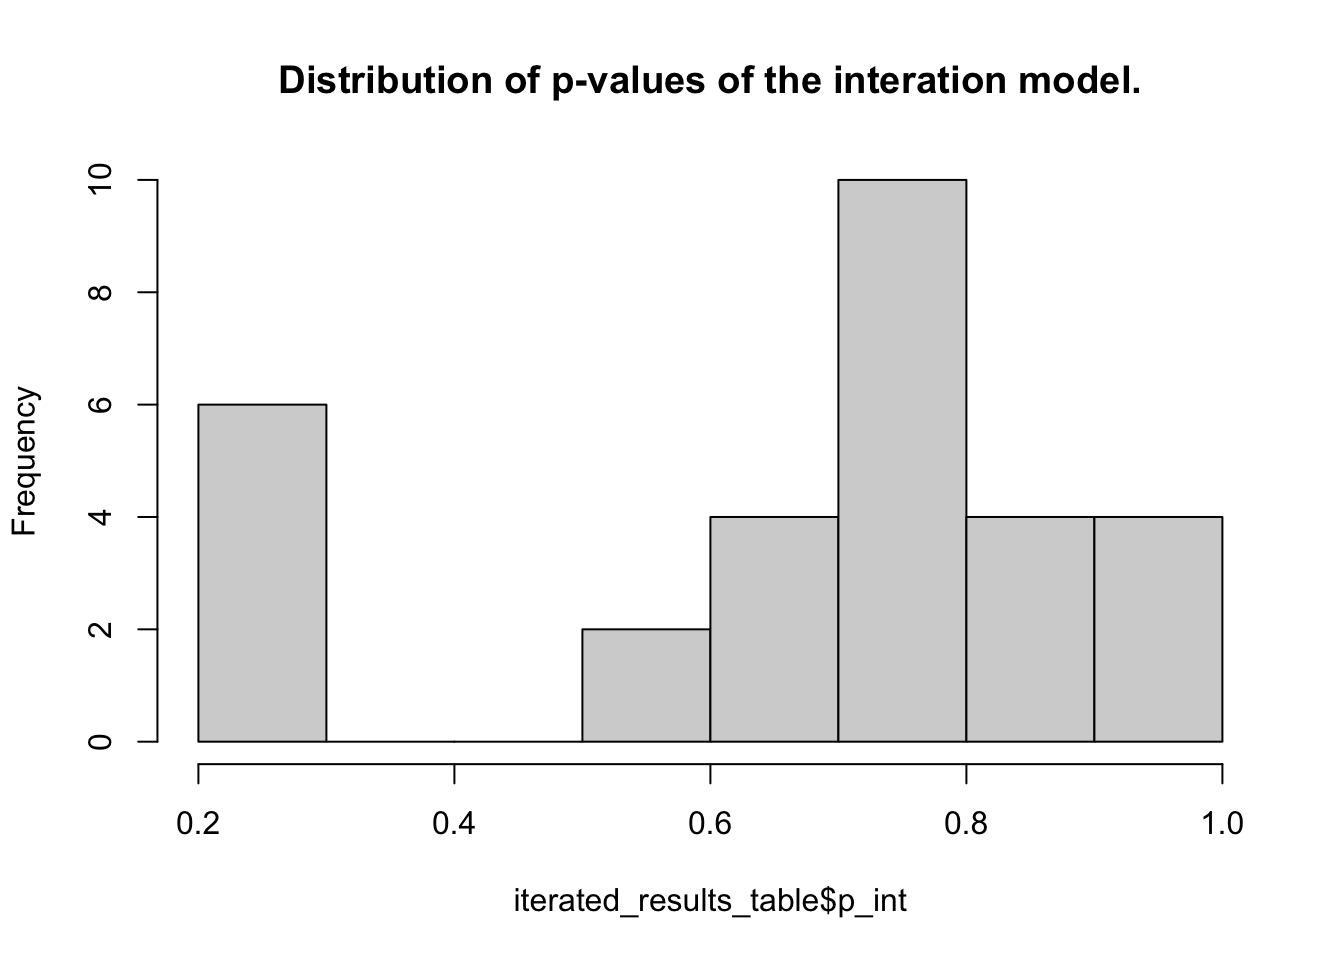 Distribution of p-values of the interation model.
10
8
6
4
2
0
Frequency
0.2 0.4 0.6 0.8 1.0
iterated_results_table$p_int